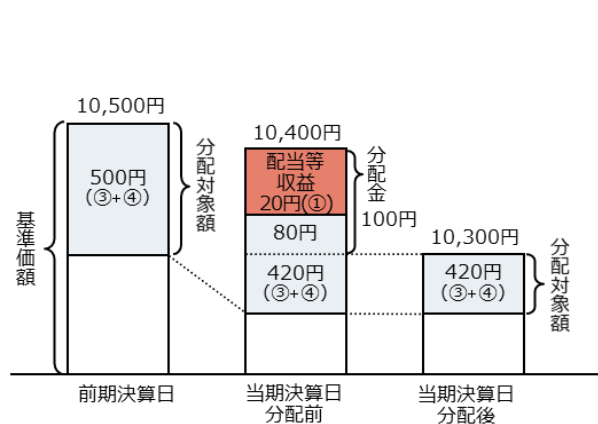 10,500円
500円
(③+④)
分配対象額
基準価額
前期決算日
10,400円
配当等
収益
20円(①)
80円
420円
(③+④)
分配金
100円
当期決算日
分配前
10,300円
420円
(③+④)
分配対象額
当期決算日
分配後